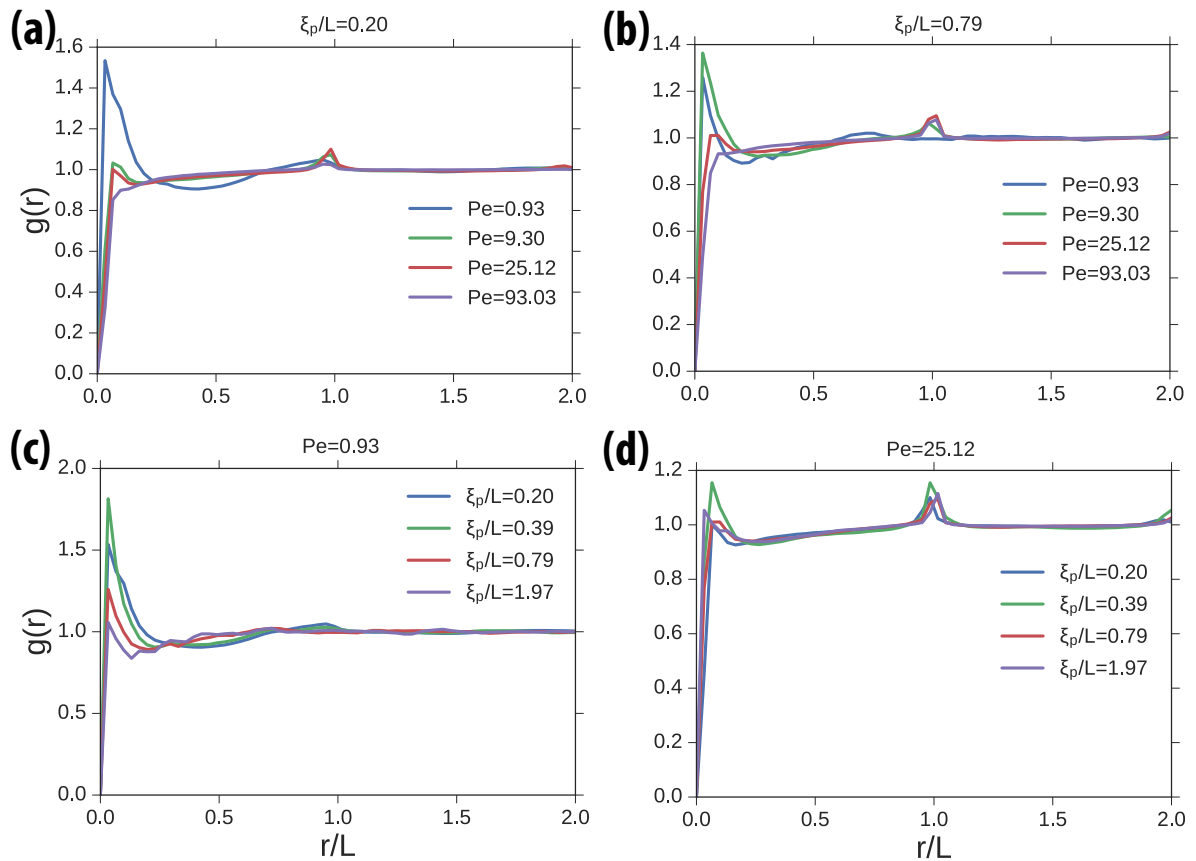 (a)
ξp/L=0.20
g(r)
1.6
1.4
1.2
1.0
0.8
0.6
0.4
0.2
0.0
Pe=0.93
Pe=9.30
Pe=25.12
Pe=93.03
0.0 0.5 1.0 1.5 2.0
(b)
ξp/L=0.79
1.4
1.2
1.0
0.8
0.6
0.4
0.2
0.0
Pe=0.93
Pe=9.30
Pe=25.12
Pe=93.03
0.0 0.5 1.0 1.5 2.0
(c)
Pe=0.93
g(r)
2.0
1.5
1.0
0.5
0.0
ξp/L=0.20
ξp/L=0.39
ξp/L=0.79
ξp/L=1.97
0.0 0.5 1.0 1.5 2.0
r/L
(d)
Pe=25.12
1.2
1.0
0.8
0.6
0.4
0.2
0.0
ξp/L=0.20
ξp/L=0.39
ξp/L=0.79
ξp/L=1.97
0.0 0.5 1.0 1.5 2.0
r/L